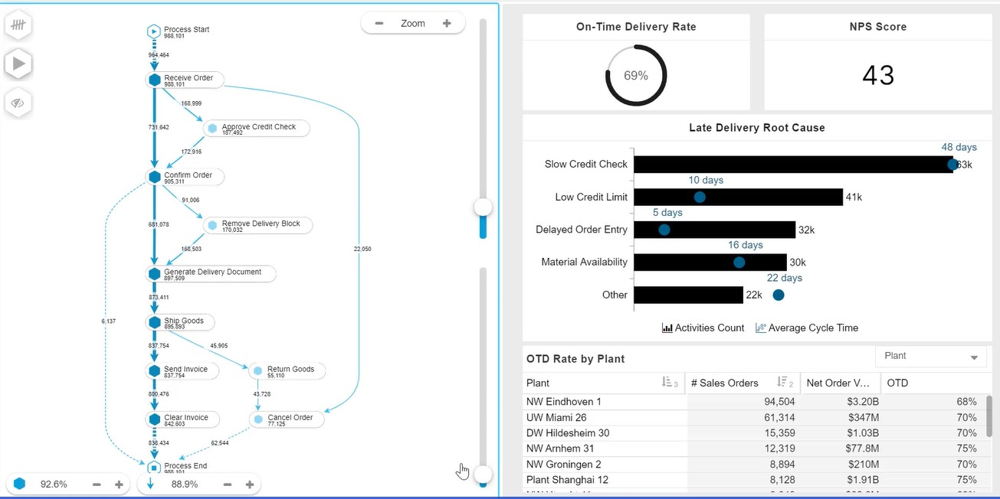 Zoom
Process Start
988,101
964,464
Receive Order
988,101
168,999
731,642
Approve Credit Check
187,492
172,916
Confirm Order
905,311
91,006
681,078
Remove Delivery Block
170,032
168,503
22,050
Generate Delivery Document
897,509
873,411
6,137
Ship Goods
895,893
837,754
45,905
Send Invoice
837,754
Return Goods
55,110
800,476
43,728
Clear Invoice
842,603
Cancel Order
77,125
838,434
62,544
Process End
988,101
92.6%
88.9%
On-Time Delivery Rate
69%
NPS Score
43
Late Delivery Root Cause
48 days
Slow Credit Check
63k
10 days
Low Credit Limit
41k
5 days
Delayed Order Entry
32k
16 days
Material Availability
30k
22 days
Other
22k
Activities Count
Average Cycle Time
OTD Rate by Plant
Plant
Plant 3 # Sales Orders 2 Net Order V... OTD
NW Eindhoven 1 94,504 $3.20B 68%
UW Miami 26 61,314 $347M 70%
DW Hildesheim 30 15,359 $1.03B 70%
NW Arnhem 31 12,319 $77.8M 75%
NW Groningen 2 8,894 $210M 70%
Plant Shanghai 12 8,128 $1.91B 75%